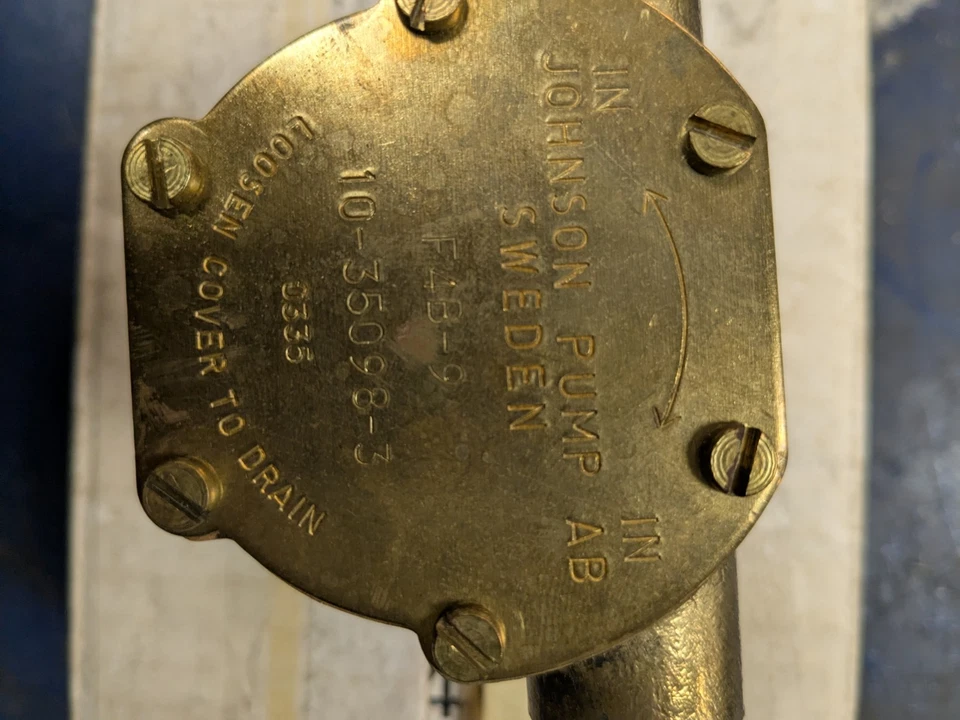 IN IN
JOHNSON PUMP AB
SWEDEN
F4B-9
10-35098-3
0335
LOOSEN COVER TO DRAIN